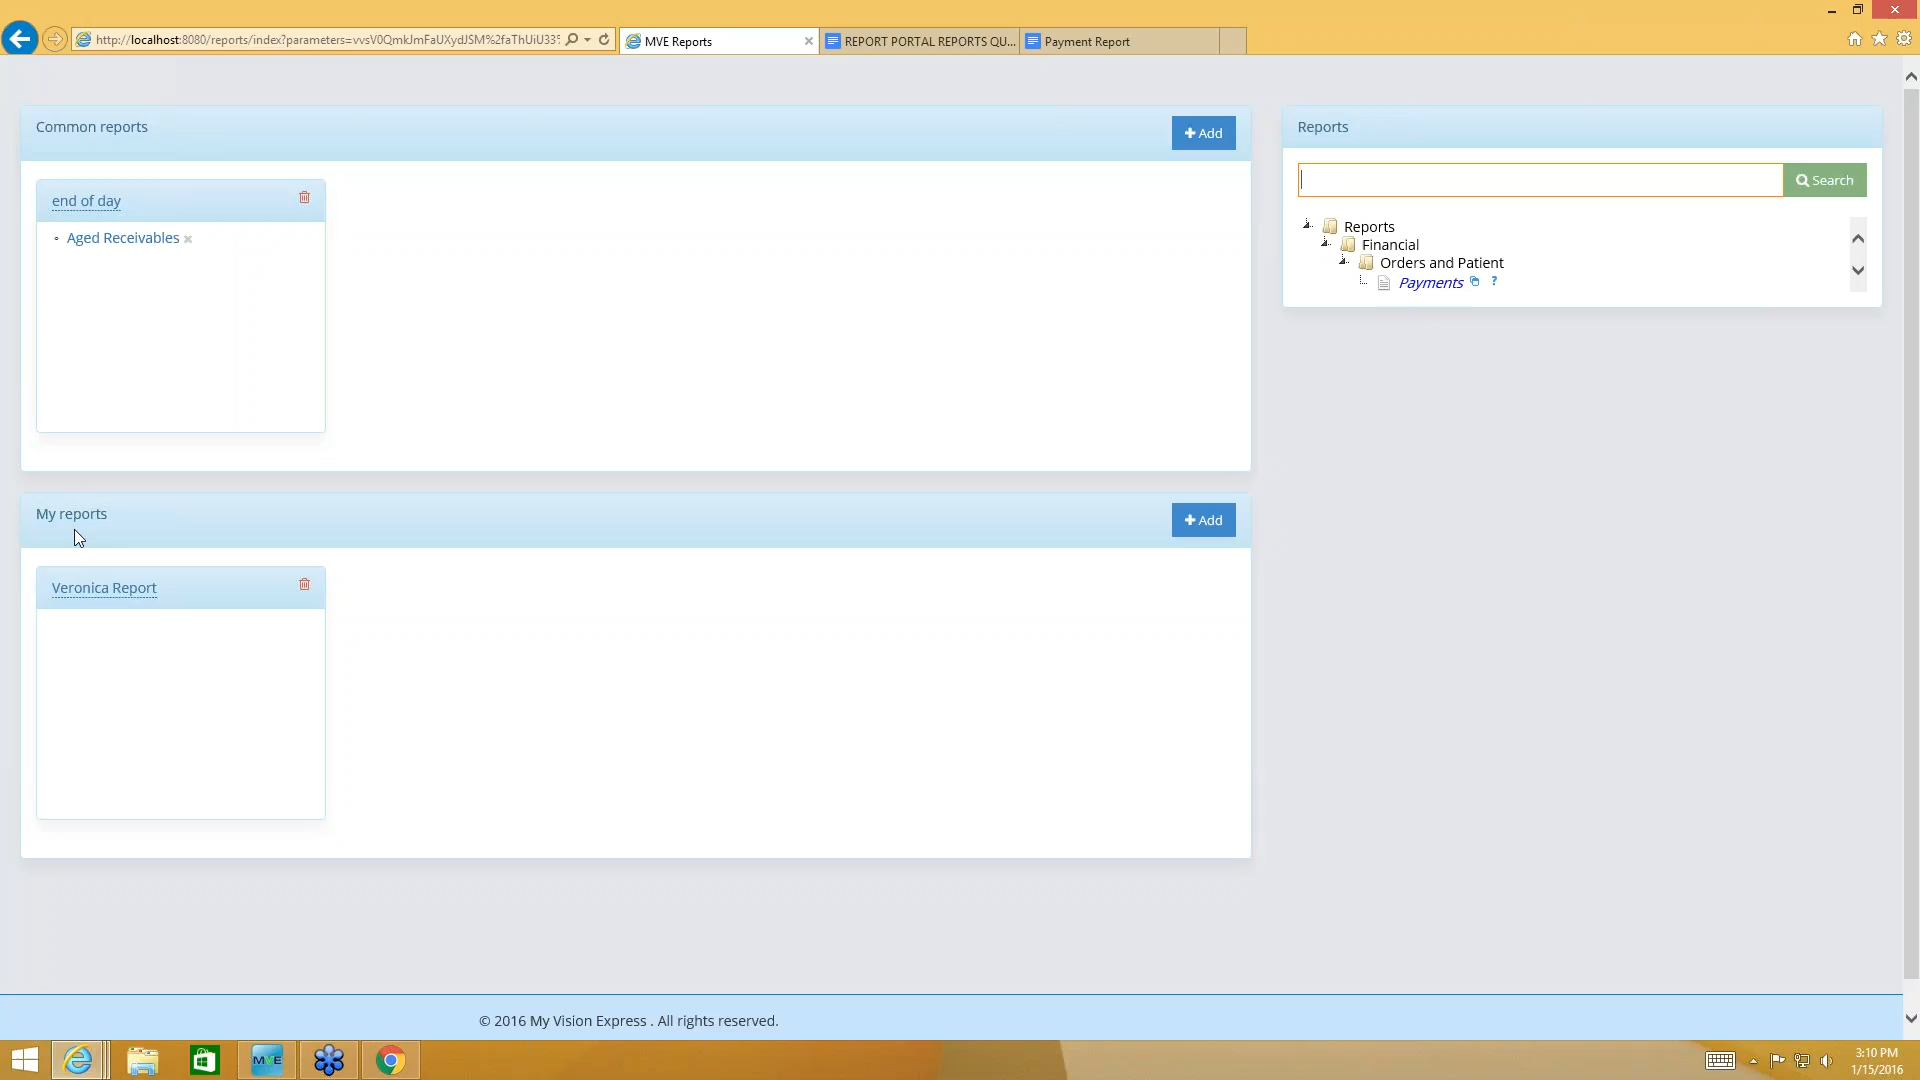 http://localhost:8080/reports/index?parameters=vvsV0QmkJmFaUXydJSM%2faThUiU33%
MVE Reports
REPORT PORTAL REPORTS QU...
Payment Report
Common reports
Add
end of day
Aged Receivables
My reports
Add
Veronica Report
Reports
Search
Reports
Financial
Orders and Patient
Payments ?
© 2016 My Vision Express . All rights reserved.
MVE
3:10 PM
1/15/2016